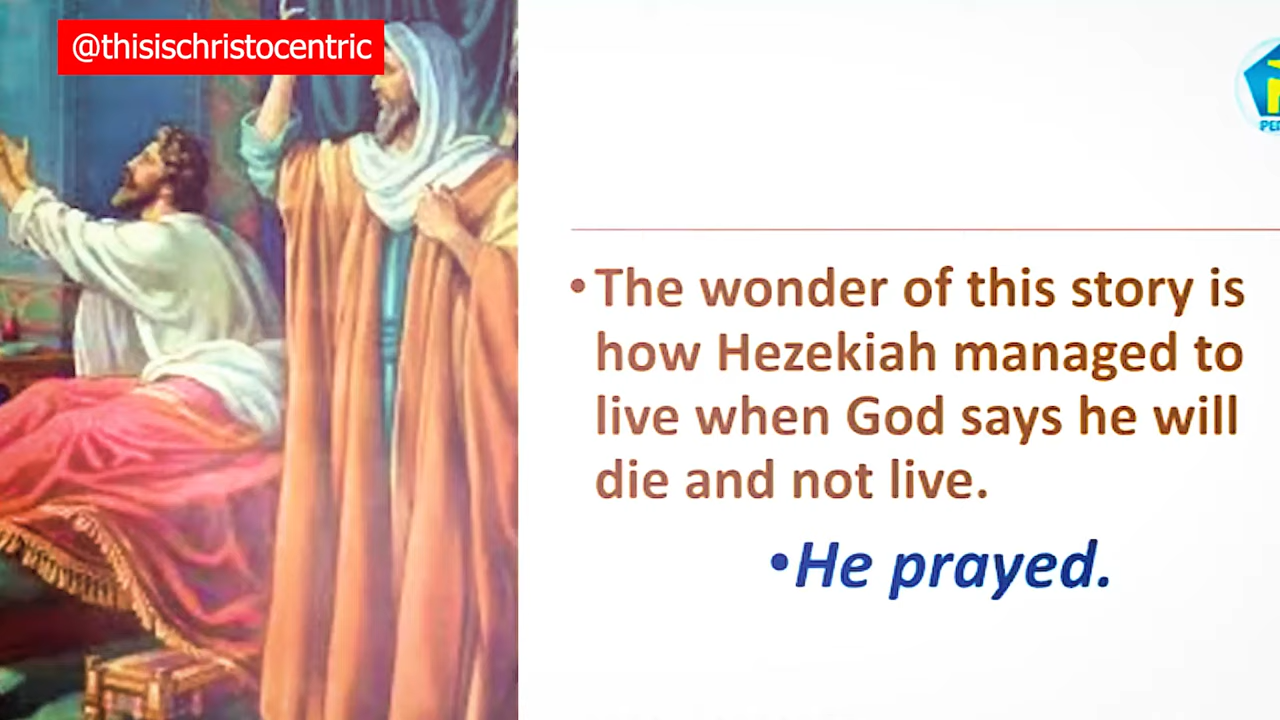 @thisischristocentric
•The wonder of this story is
how Hezekiah managed to
live when God says he will
die and not live.
•He prayed.